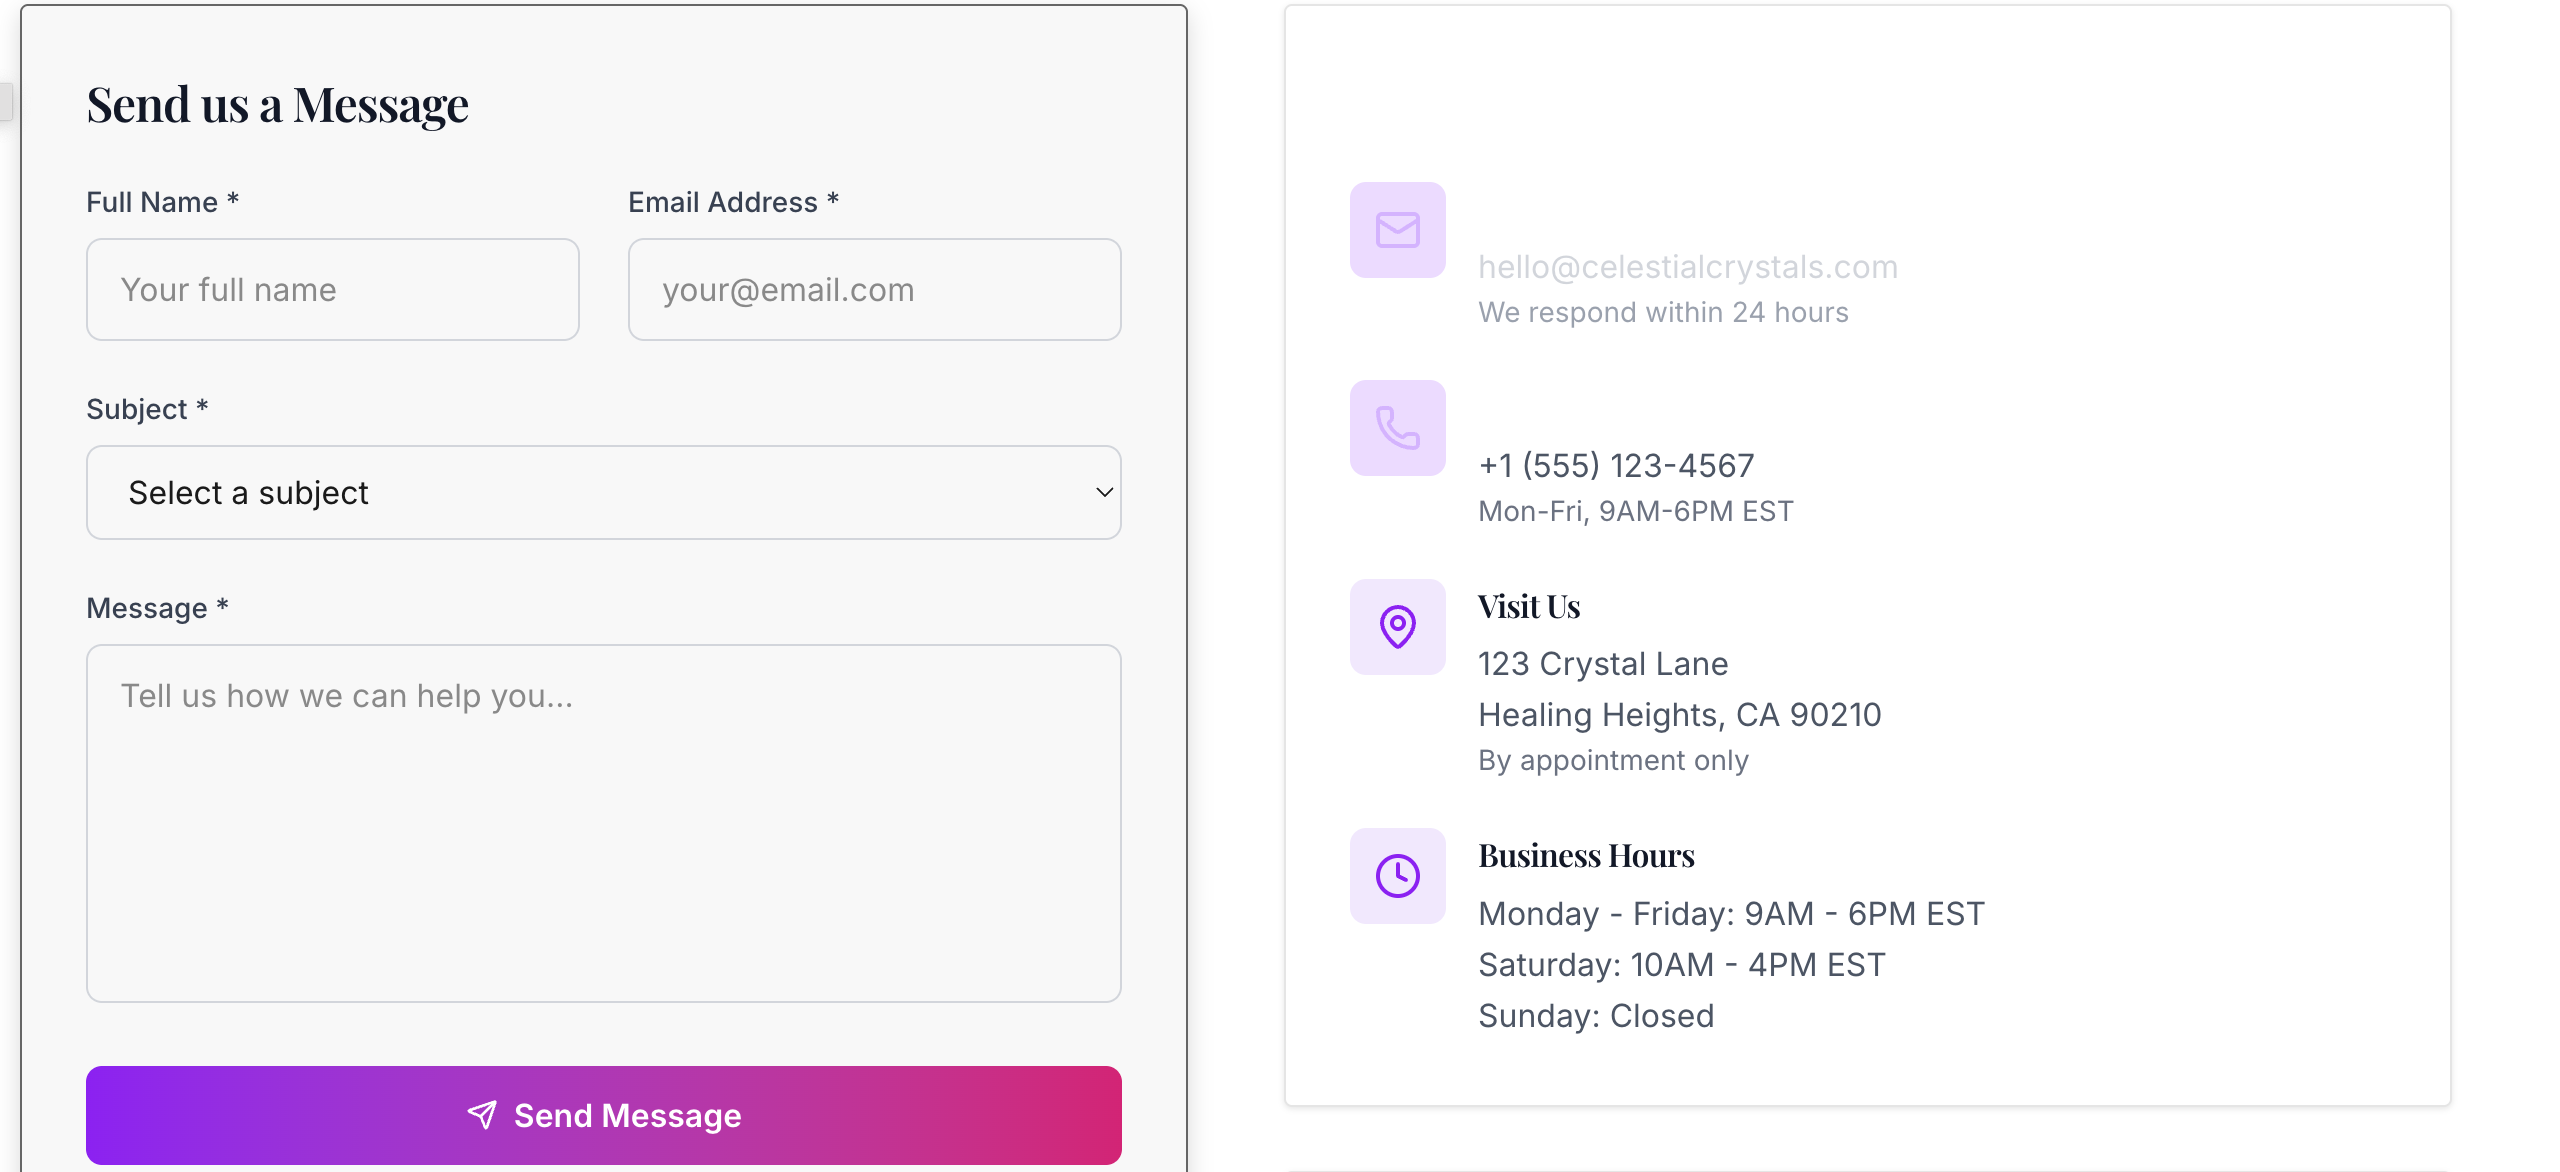 Send us a Message
Full Name *
Email Address *
Your full name
your@email.com
Subject *
Select a subject
Message *
Tell us how we can help you...
Send Message
hello@celestialcrystals.com
We respond within 24 hours
+1 (555) 123-4567
Mon-Fri, 9AM-6PM EST
Visit Us
123 Crystal Lane
Healing Heights, CA 90210
By appointment only
Business Hours
Monday - Friday: 9AM - 6PM EST
Saturday: 10AM - 4PM EST
Sunday: Closed